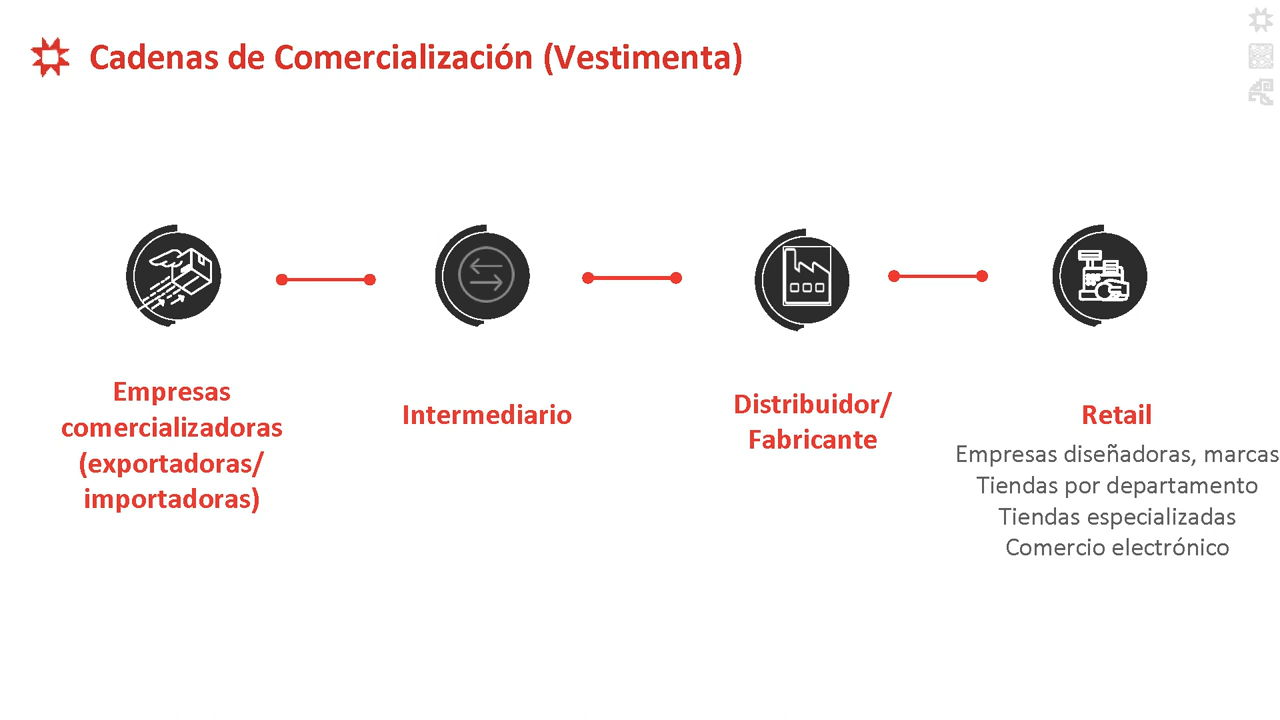 Cadenas de Comercialización (Vestimenta)
Empresas
comercializadoras
(exportadoras/
importadoras)
Intermediario
Distribuidor/
Fabricante
Retail
Empresas diseñadoras, marcas
Tiendas por departamento
Tiendas especializadas
Comercio electrónico